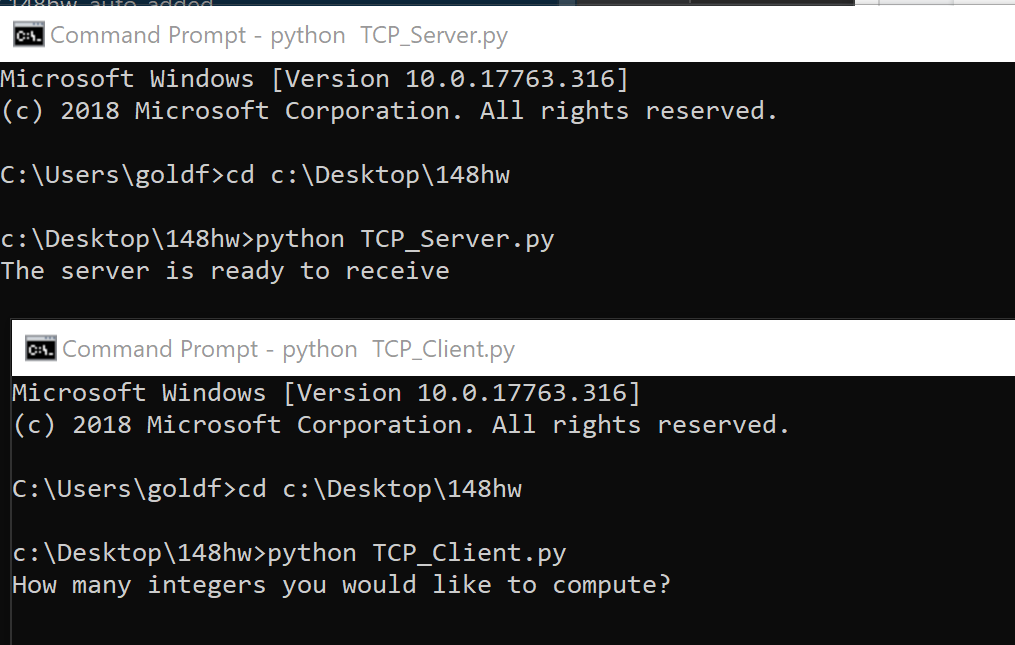 148hw auto added
Command Prompt - python  TCP_Server.py
Microsoft Windows [Version 10.0.17763.316]
(c) 2018 Microsoft Corporation. All rights reserved.
C:\Users\goldf>cd c:\Desktop\148hw
c:\Desktop\148hw>python TCP_Server.py
The server is ready to receive
Command Prompt - python  TCP_Client.py
Microsoft Windows [Version 10.0.17763.316]
(c) 2018 Microsoft Corporation. All rights reserved.
C:\Users\goldf>cd c:\Desktop\148hw
c:\Desktop\148hw>python TCP_Client.py
How many integers you would like to compute?